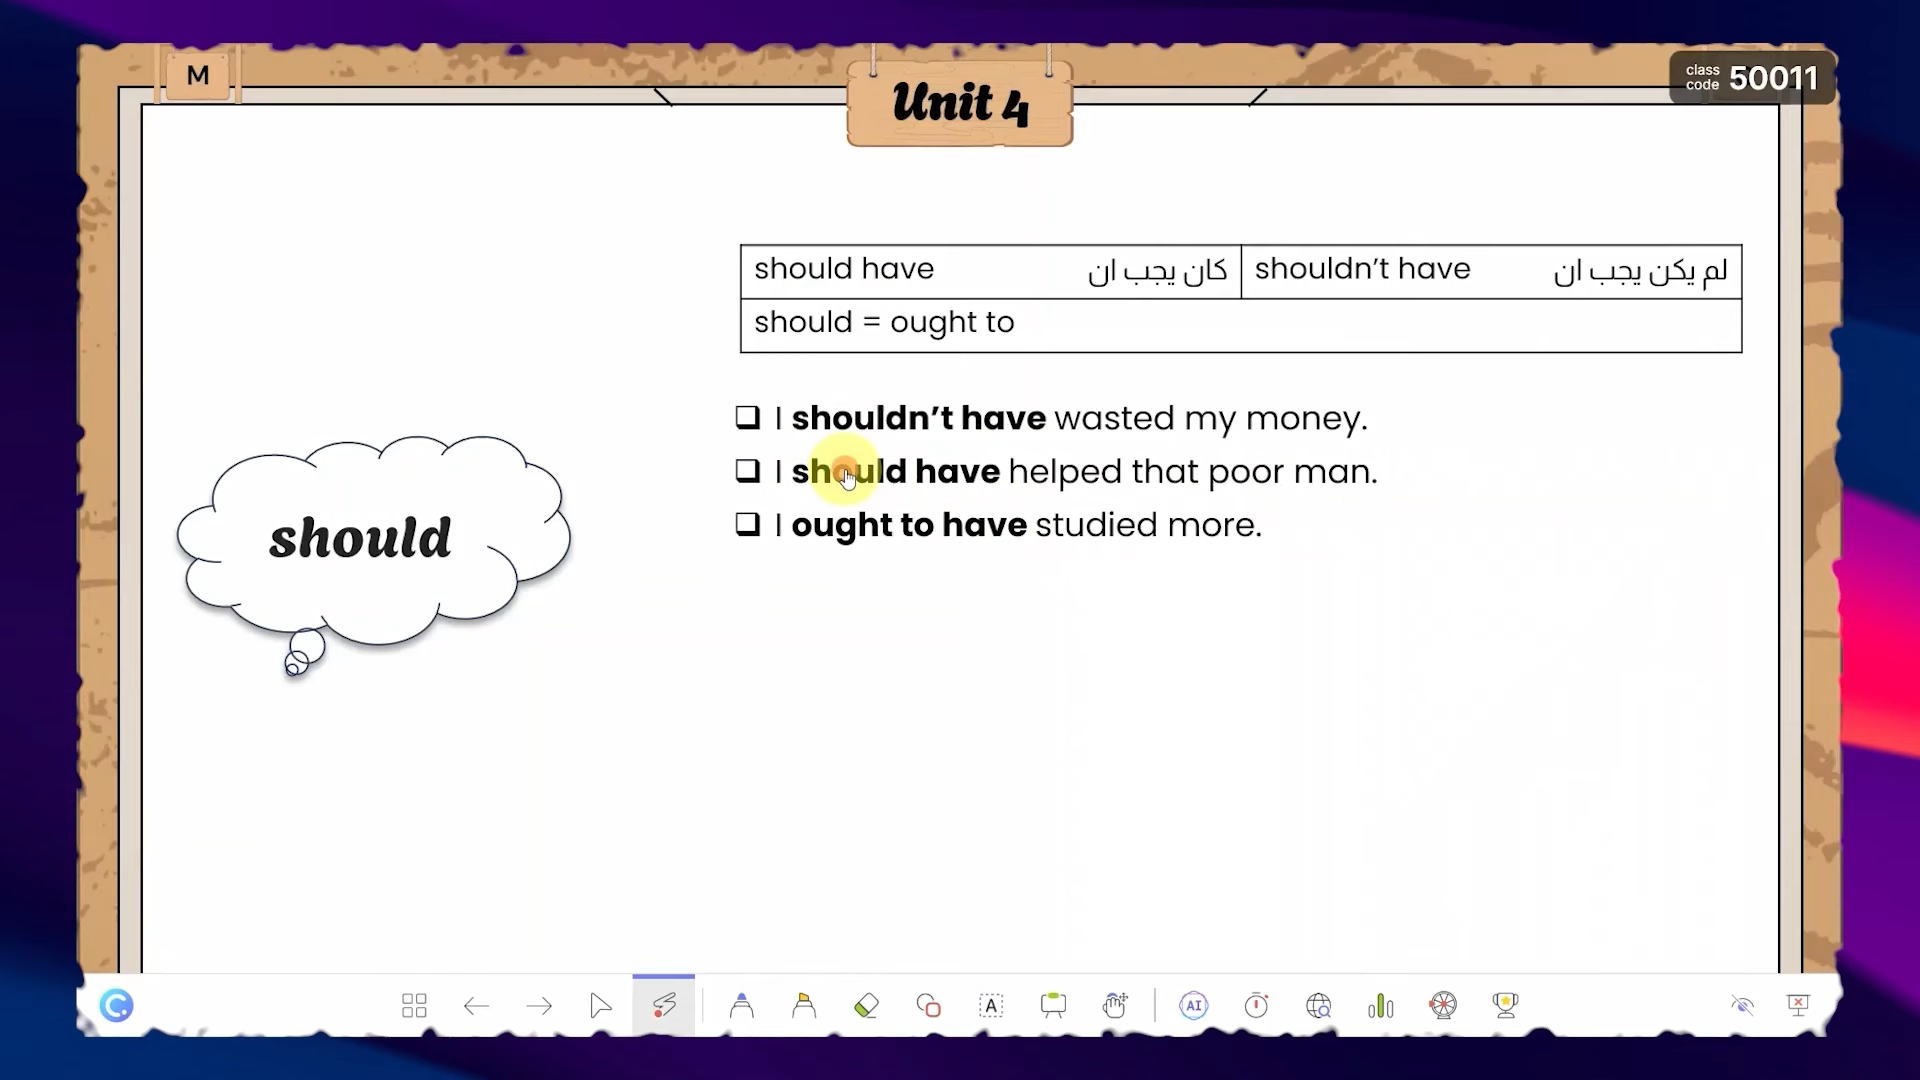 M
Unit 4
class code 50011
should have كان يجب ان shouldn’t have لم يكن يجب ان
should = ought to
I shouldn’t have wasted my money.
I should have helped that poor man.
I ought to have studied more.
should
A
AI